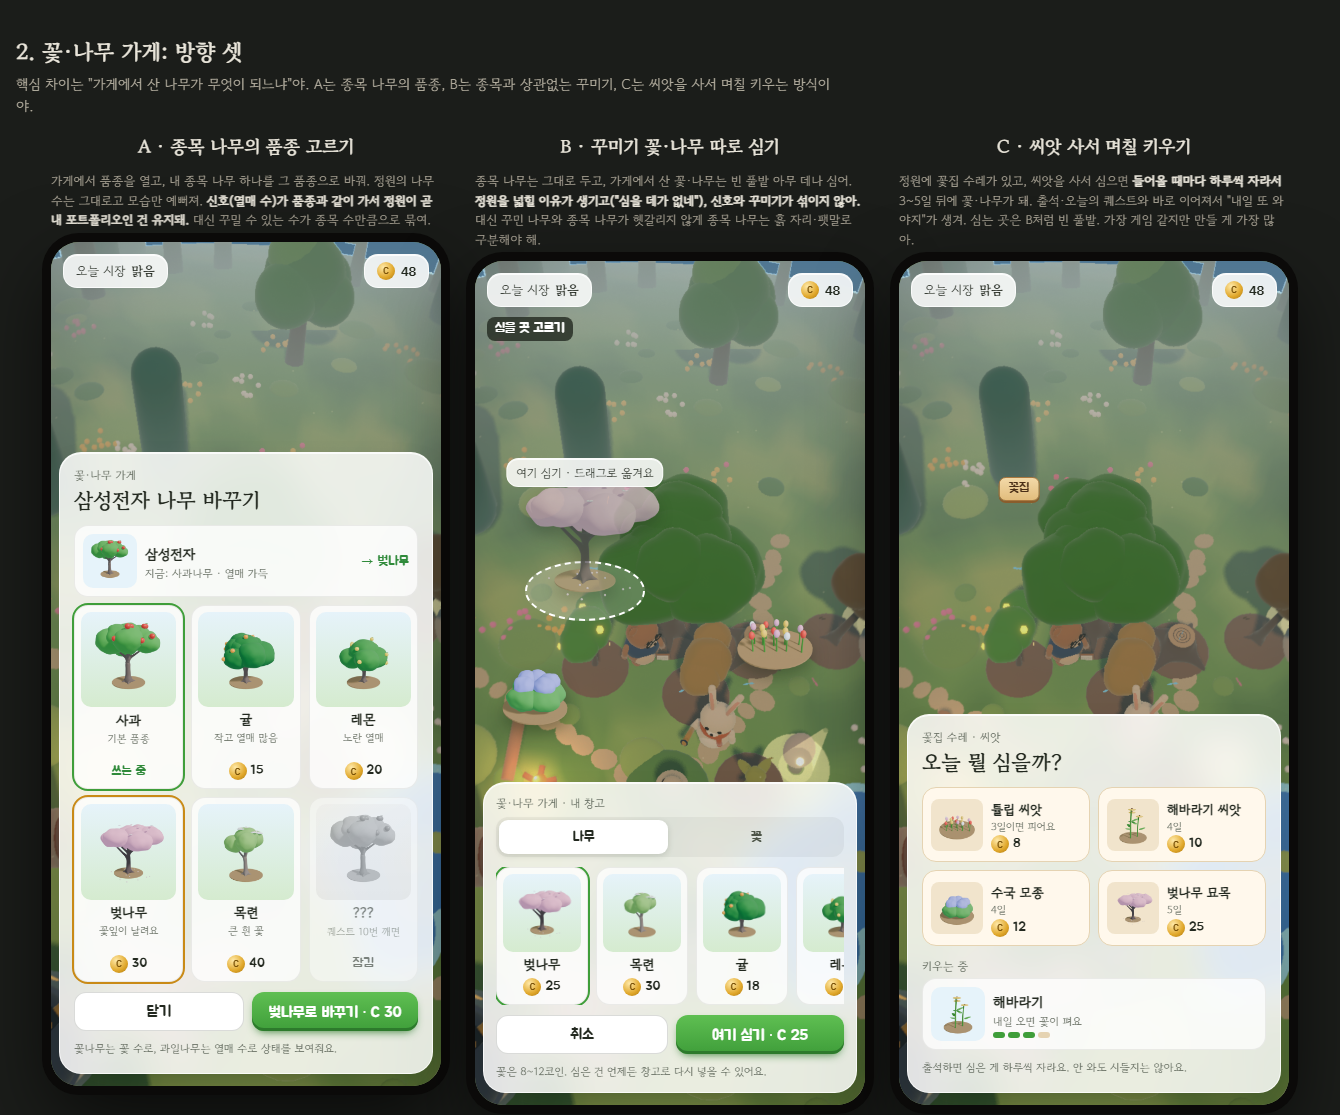 2. 꽃·나무 가게: 방향 셋
핵심 차이는 "가게에서 산 나무가 무엇이 되느냐"야. A는 종목 나무의 품종, B는 종목과 상관없는 꾸미기, C는 씨앗을 사서 며칠 키우는 방식이
야.
A · 종목 나무의 품종 고르기
가게에서 품종을 열고, 내 종목 나무 하나를 그 품종으로 바꿔. 정원의 나무
수는 그대로고 모습만 예뻐져. 신호(열매 수)가 품종과 같이 가서 정원이 곧
내 포트폴리오인 건 유지돼. 대신 꾸밀 수 있는 수가 종목 수만큼으로 묶여.
오늘 시장 맑음
C 48
꽃·나무 가게
삼성전자 나무 바꾸기
삼성전자
지금: 사과나무 · 열매 가득
→ 벚나무
사과
기본 품종
쓰는 중
귤
작고 열매 많음
C 15
레몬
노란 열매
C 20
벚나무
꽃잎이 날려요
C 30
목련
큰 흰 꽃
C 40
???
퀘스트 10번 깨면
잠김
닫기
벚나무로 바꾸기 · C 30
꽃나무는 꽃 수로, 과일나무는 열매 수로 상태를 보여줘요.
B · 꾸미기 꽃·나무 따로 심기
종목 나무는 그대로 두고, 가게에서 산 꽃·나무는 빈 풀밭 아무 데나 심어.
정원을 넓힐 이유가 생기고("심을 데가 없네"), 신호와 꾸미기가 섞이지 않아.
대신 꾸민 나무와 종목 나무가 헷갈리지 않게 종목 나무는 흙 자리·팻말로
구분해야 해.
오늘 시장 맑음
C 48
심을 곳 고르기
여기 심기 · 드래그로 옮겨요
꽃·나무 가게 · 내 창고
나무
꽃
벚나무
C 25
목련
C 30
귤
C 18
레
C
취소
여기 심기 · C 25
꽃은 8~12코인. 심은 건 언제든 창고로 다시 넣을 수 있어요.
C · 씨앗 사서 며칠 키우기
정원에 꽃집 수레가 있고, 씨앗을 사서 심으면 들어올 때마다 하루씩 자라서
3~5일 뒤에 꽃·나무가 돼. 출석·오늘의 퀘스트와 바로 이어져서 "내일 또 와
야지"가 생겨. 심는 곳은 B처럼 빈 풀밭. 가장 게임 같지만 만들 게 가장 많
아.
오늘 시장 맑음
C 48
꽃집
꽃집 수레 · 씨앗
오늘 뭘 심을까?
튤립 씨앗
3일이면 피어요
C 8
해바라기 씨앗
4일
C 10
수국 모종
4일
C 12
벚나무 묘목
5일
C 25
키우는 중
해바라기
내일 오면 꽃이 펴요
출석하면 심은 게 하루씩 자라요. 안 와도 시들지는 않아요.